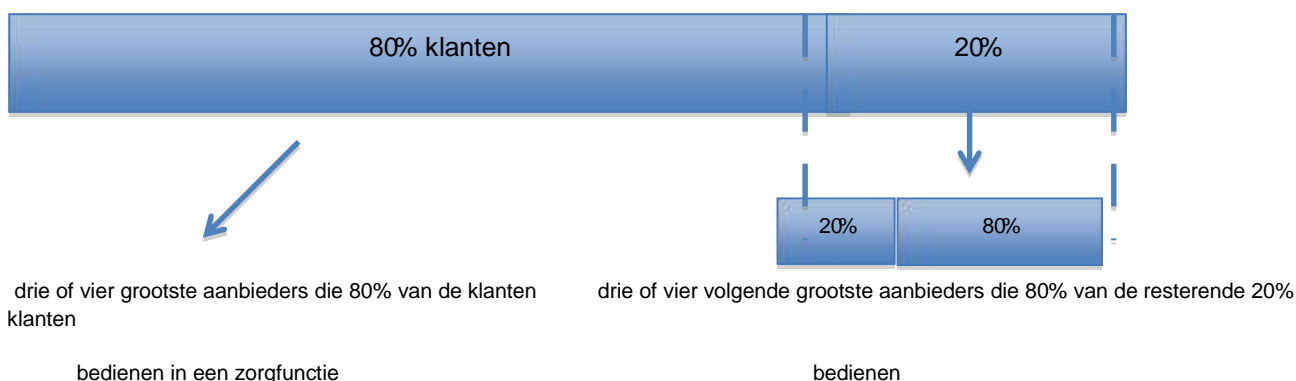 80% klanten 20%
20% 80%
drie of vier grootste aanbieders die 80% van de klanten drie of vier volgende grootste aanbieders die 80% van de resterende 20%
klanten
bedienen in een zorgfunctie bedienen